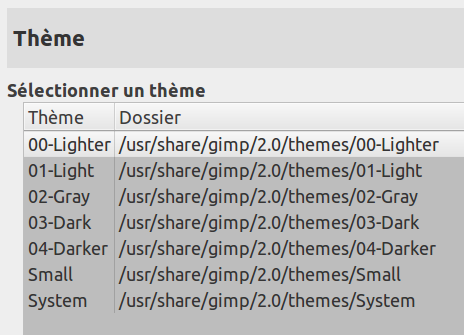 Thème
Sélectionner un thème
Thème Dossier
00-Lighter /usr/share/gimp/2.0/themes/00-Lighter
01-Light /usr/share/gimp/2.0/themes/01-Light
02-Gray /usr/share/gimp/2.0/themes/02-Gray
03-Dark /usr/share/gimp/2.0/themes/03-Dark
04-Darker /usr/share/gimp/2.0/themes/04-Darker
Small /usr/share/gimp/2.0/themes/Small
System /usr/share/gimp/2.0/themes/System